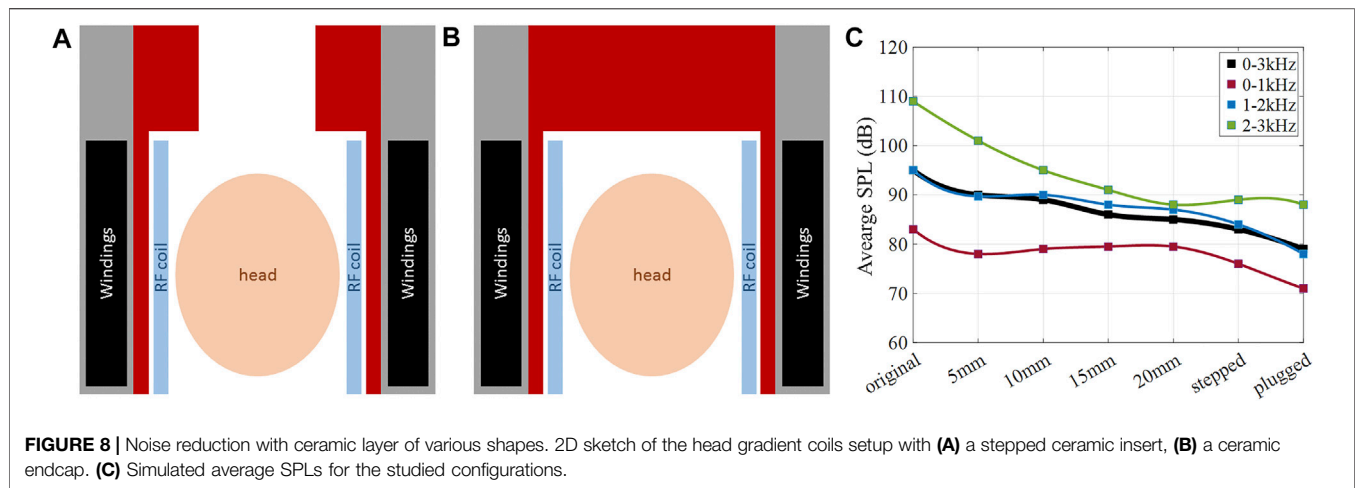 A
Windings
RF coil
head
RF coil
Windings
B
Windings
RF coil
head
RF coil
Windings
C
Avearge SPL (dB)
120
110
100
90
80
70
60
0-3kHz
0-1kHz
1-2kHz
2-3kHz
original
5mm
10mm
15mm
20mm
stepped
plugged
FIGURE 8 | Noise reduction with ceramic layer of various shapes. 2D sketch of the head gradient coils setup with (A) a stepped ceramic insert, (B) a ceramic
endcap. (C) Simulated average SPLs for the studied configurations.